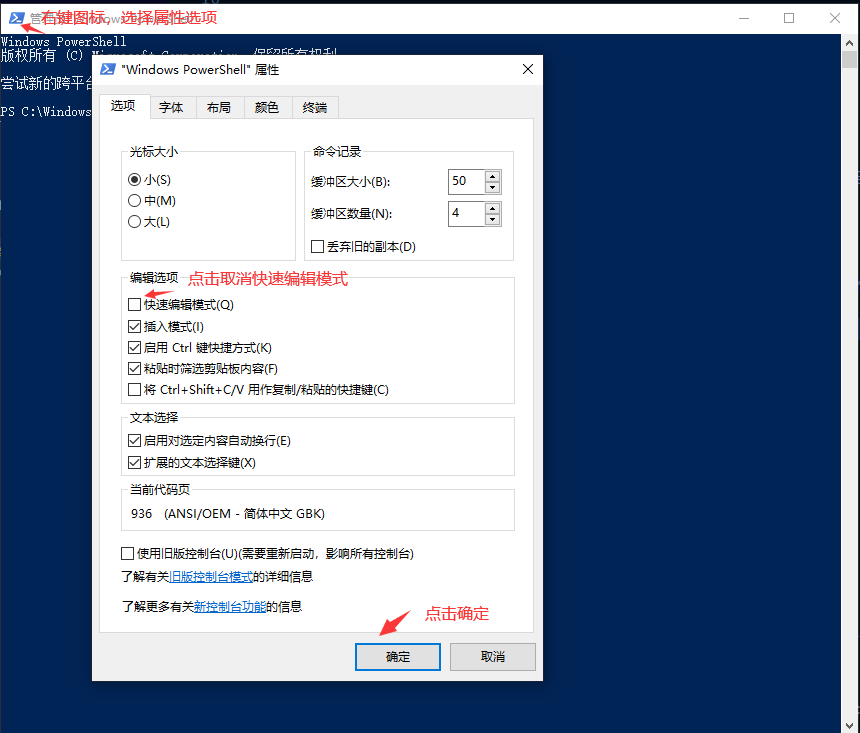 右键图标，选择属性选项
Windows PowerShell
版权所有 (C) Microsoft Corporation。保留所有权利
尝试新的跨平台
PS C:\Windows
"Windows PowerShell" 属性
选项 字体 布局 颜色 终端
光标大小
小(S)
中(M)
大(L)
命令记录
缓冲区大小(B): 50
缓冲区数量(N): 4
丢弃旧的副本(D)
编辑选项 点击取消快速编辑模式
快速编辑模式(Q)
插入模式(I)
启用 Ctrl 键快捷方式(K)
粘贴时筛选剪贴板内容(F)
将 Ctrl+Shift+C/V 用作复制/粘贴的快捷键(C)
文本选择
启用对选定内容自动换行(E)
扩展的文本选择键(X)
当前代码页
936 (ANSI/OEM - 简体中文 GBK)
使用旧版控制台(U)(需要重新启动，影响所有控制台)
了解有关旧版控制台模式的详细信息
了解更多有关新控制台功能的信息
点击确定
确定 取消